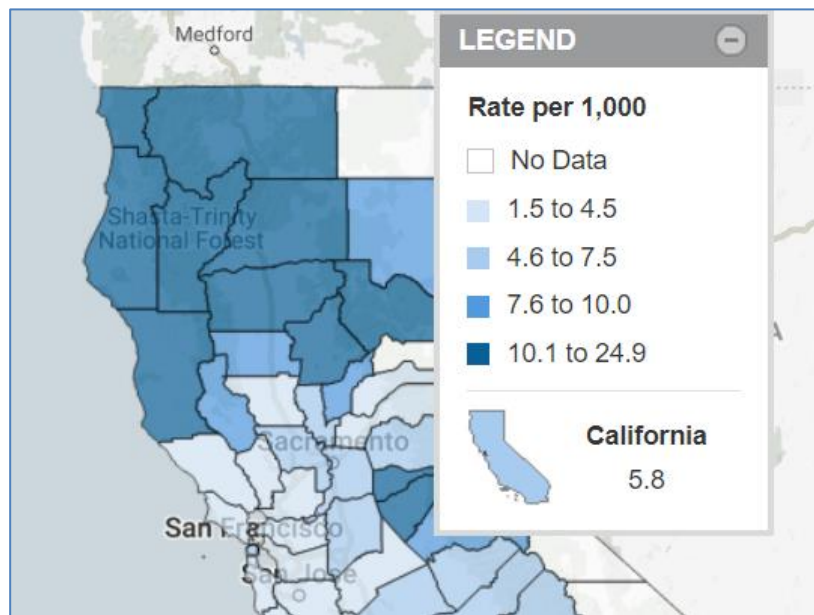 Medford
LEGEND
Rate per 1,000
No Data
1.5 to 4.5
4.6 to 7.5
7.6 to 10.0
10.1 to 24.9
California
5.8
Shasta-Trinity
National Forest
Sacramento
San Francisco
San Jose
A